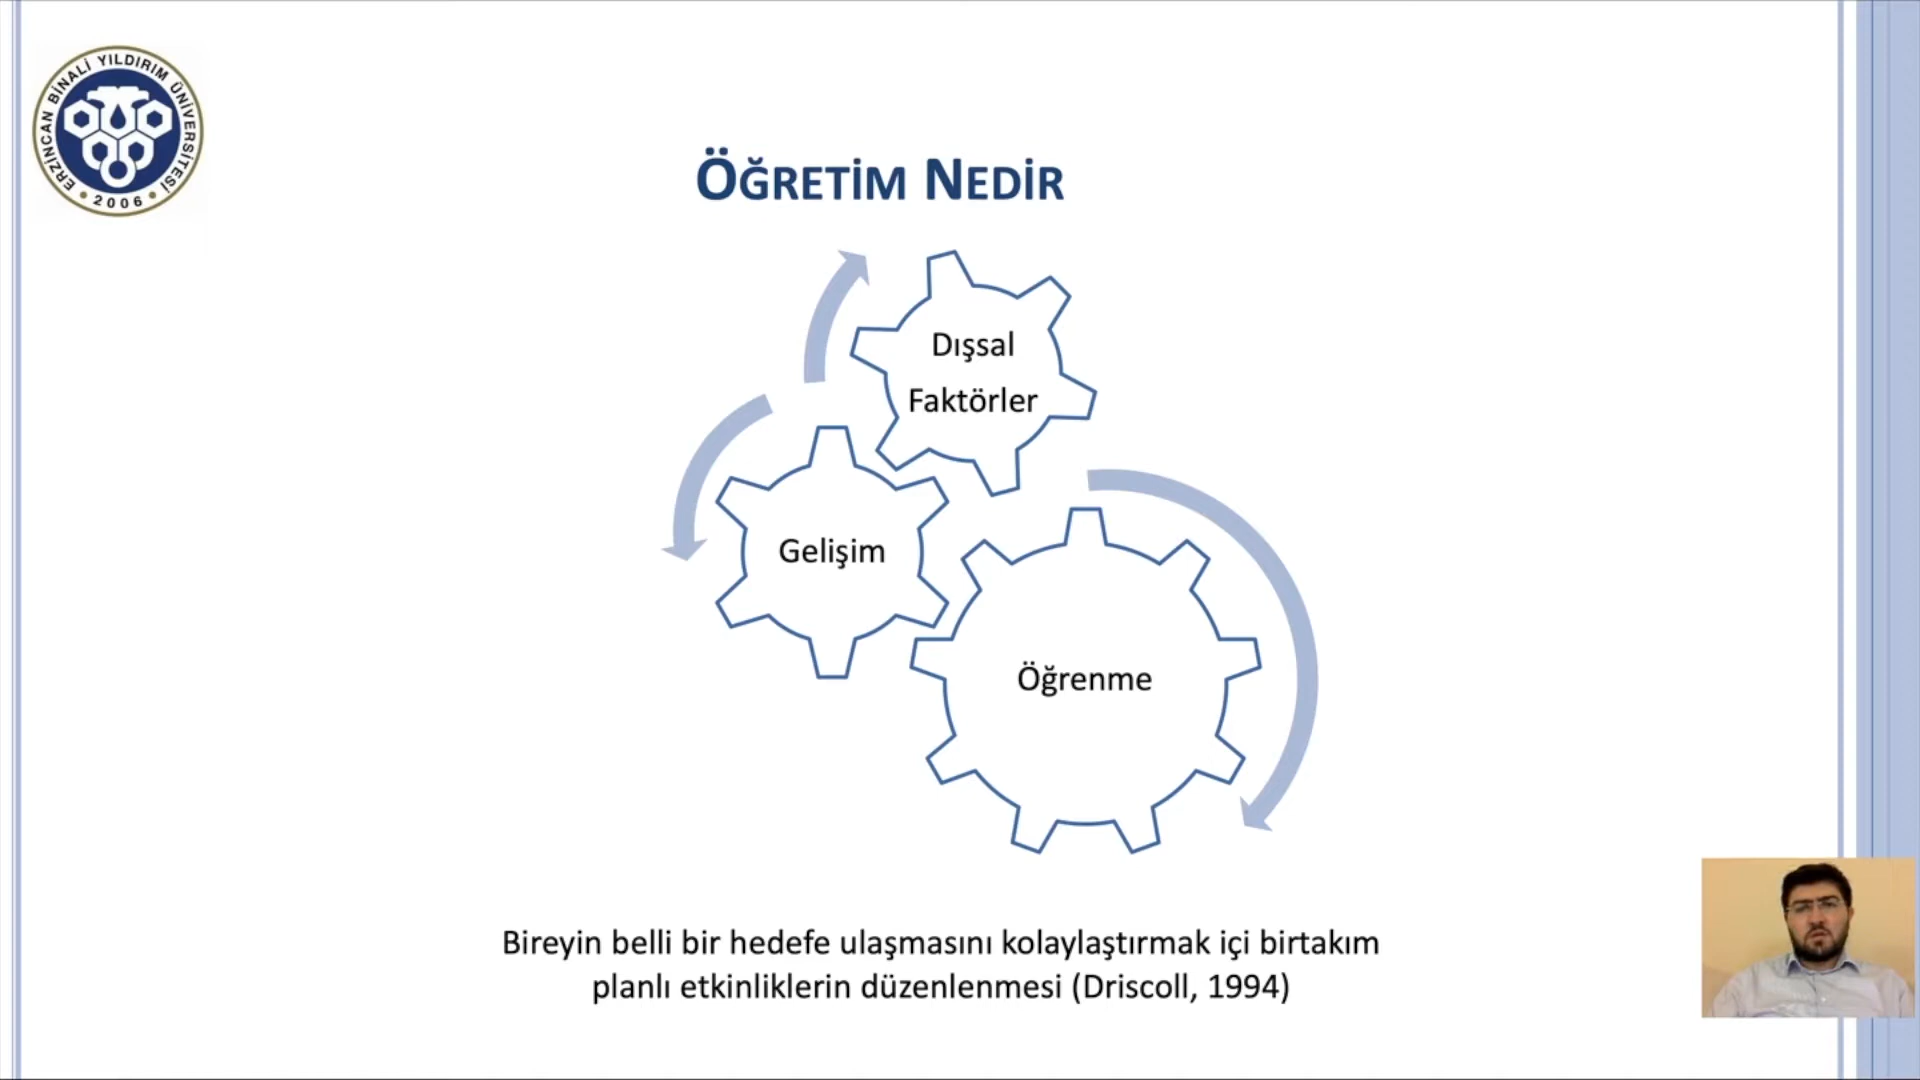 ERZİNCAN BİNALİ YILDIRIM ÜNİVERSİTESİ
• 2006 •
ÖĞRETİM NEDİR
Dışsal
Faktörler
Gelişim
Öğrenme
Bireyin belli bir hedefe ulaşmasını kolaylaştırmak içi birtakım
planlı etkinliklerin düzenlenmesi (Driscoll, 1994)